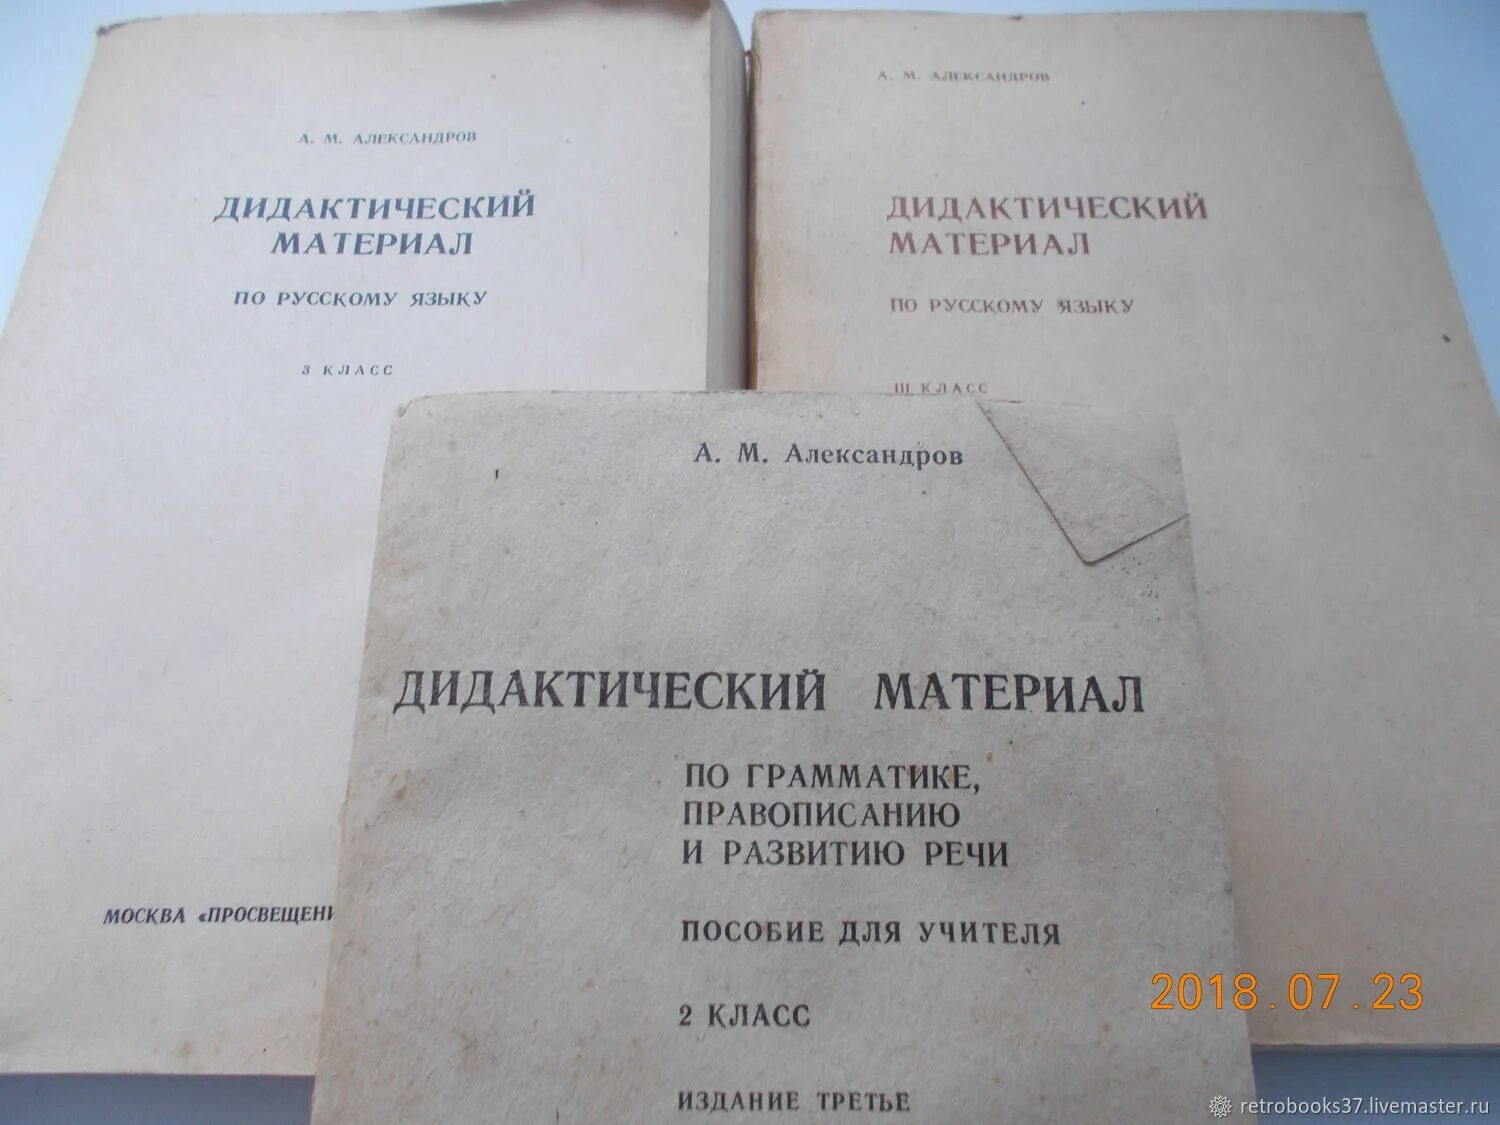 А. М. АЛЕКСАНДРОВ
ДИДАКТИЧЕСКИЙ
МАТЕРИАЛ
ПО РУССКОМУ ЯЗЫКУ
3 КЛАСС
МОСКВА «ПРОСВЕЩЕНИ
А. М. АЛЕКСАНДРОВ
ДИДАКТИЧЕСКИЙ
МАТЕРИАЛ
ПО РУССКОМУ ЯЗЫКУ
III КЛАСС
А. М. Александров
ДИДАКТИЧЕСКИЙ МАТЕРИАЛ
ПО ГРАММАТИКЕ,
ПРАВОПИСАНИЮ
И РАЗВИТИЮ РЕЧИ
ПОСОБИЕ ДЛЯ УЧИТЕЛЯ
2 КЛАСС
ИЗДАНИЕ ТРЕТЬЕ
2018.07.23
retrobooks37.livemaster.ru